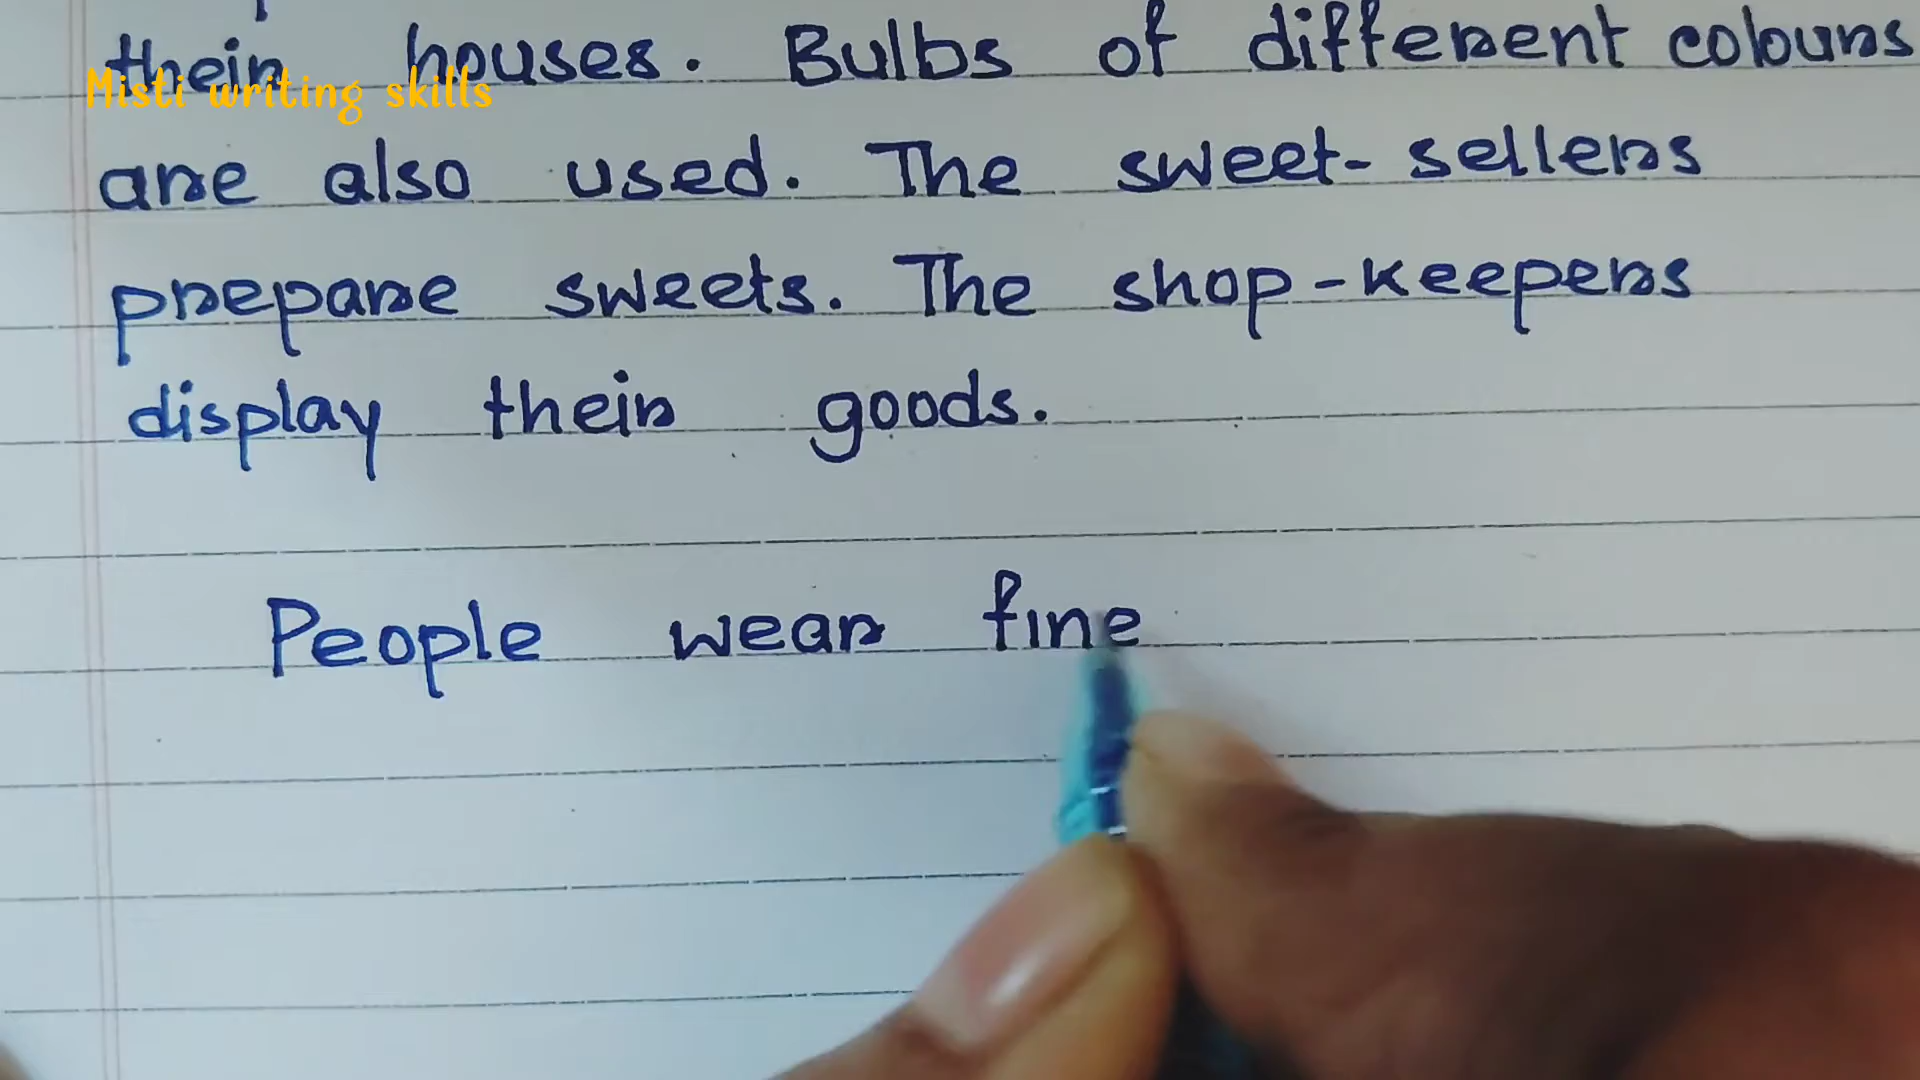 their houses. Bulbs of different colours
Misti writing skills
are also used. The sweet-sellers
prepare sweets. The shop-keepers
display their goods.
People wear fine